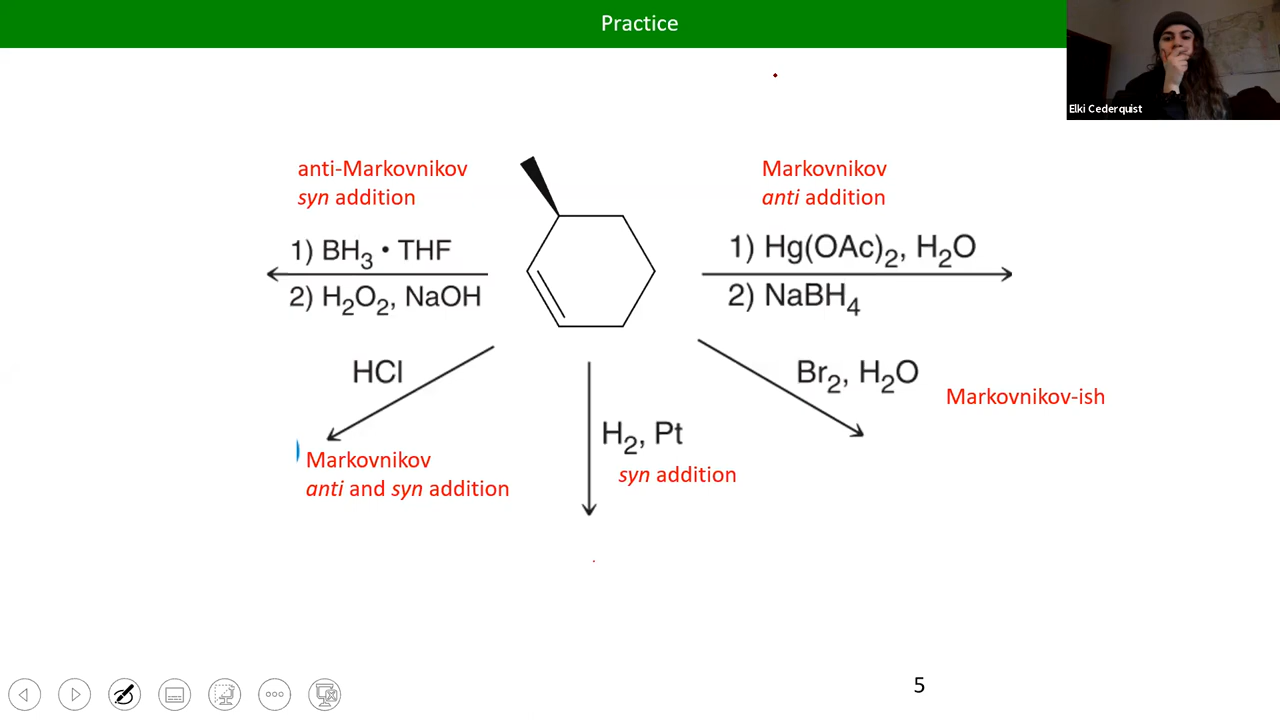 Practice
Elki Cederquist
anti-Markovnikov
syn addition
Markovnikov
anti addition
1) BH₃ • THF
2) H₂O₂, NaOH
1) Hg(OAc)₂, H₂O
2) NaBH₄
HCl
Br₂, H₂O
Markovnikov-ish
H₂, Pt
syn addition
Markovnikov
anti and syn addition
5